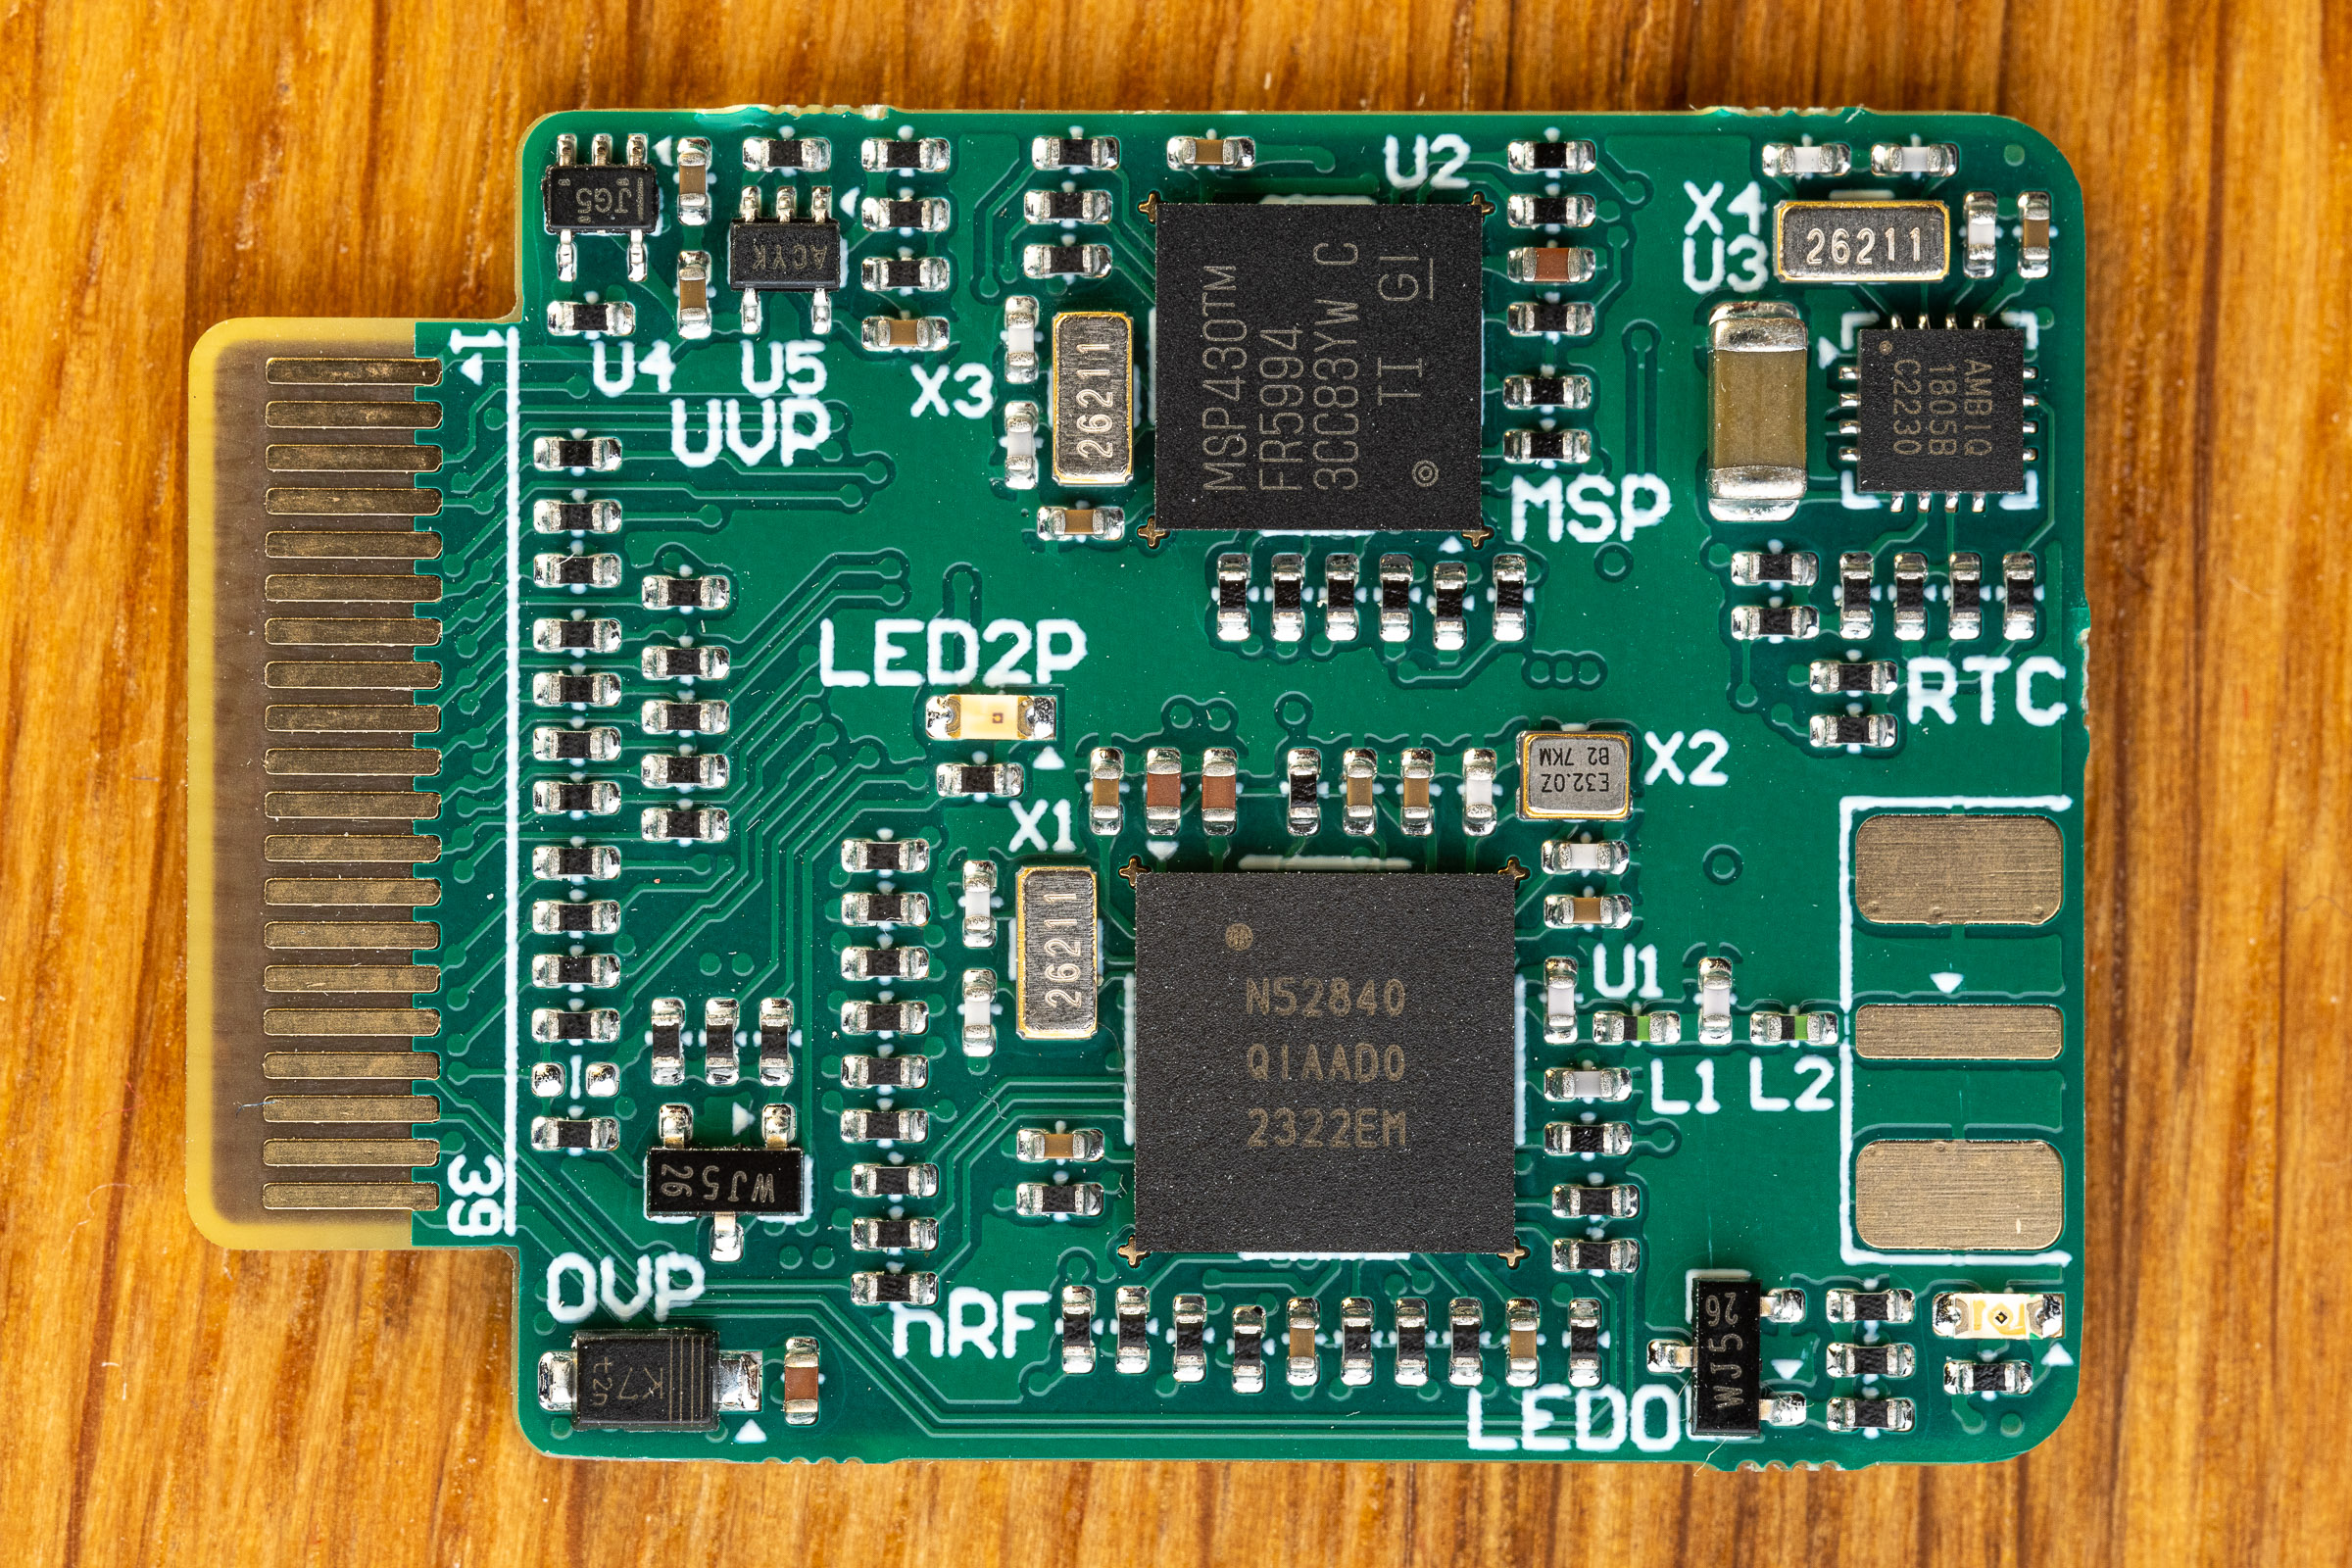 JG5
ACYK
U4
U5
UVP
1
39
X3
26211
U2
MSP430™
FR5994
3CC83YW C
TI GI
MSP
X4
U3
26211
AMBIQ
1805B
C2230
RTC
LED2P
X1
26211
E32.0Z
B2 7KM
X2
N52840
QIAAD0
2322EM
U1
L1 L2
WJ5
26
OVP
K7
nRF
LED0
WJ5
26